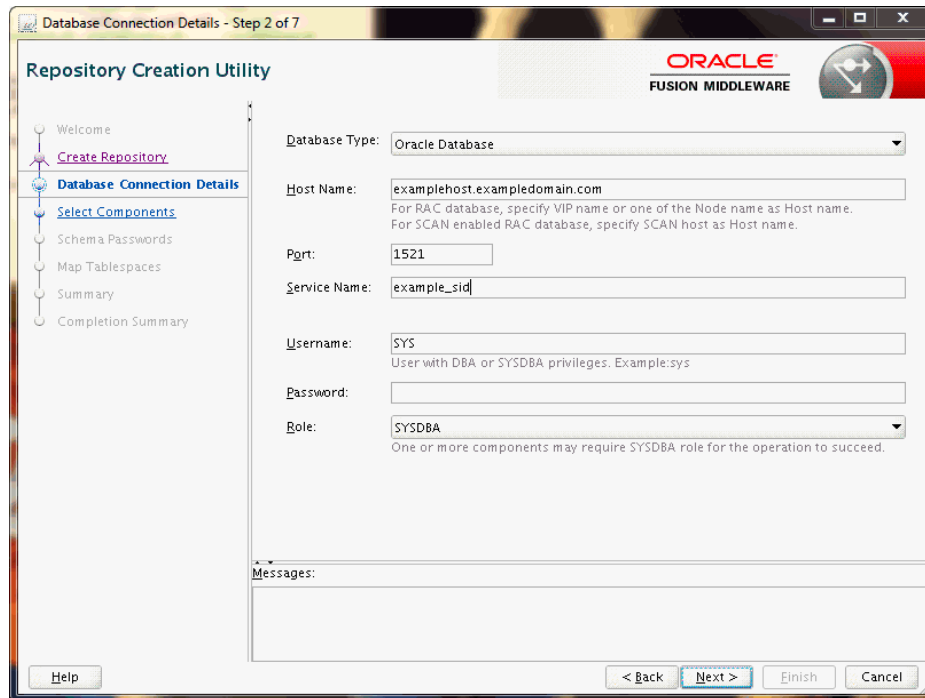 Database Connection Details - Step 2 of 7
Repository Creation Utility
ORACLE
FUSION MIDDLEWARE
Welcome
Create Repository
Database Connection Details
Select Components
Schema Passwords
Map Tablespaces
Summary
Completion Summary
Database Type: Oracle Database
Host Name: examplehost.exampledomain.com
For RAC database, specify VIP name or one of the Node name as Host name.
For SCAN enabled RAC database, specify SCAN host as Host name.
Port: 1521
Service Name: example_sid
Username: SYS
User with DBA or SYSDBA privileges. Example:sys
Password:
Role: SYSDBA
One or more components may require SYSDBA role for the operation to succeed.
Messages:
Help < Back Next > Finish Cancel